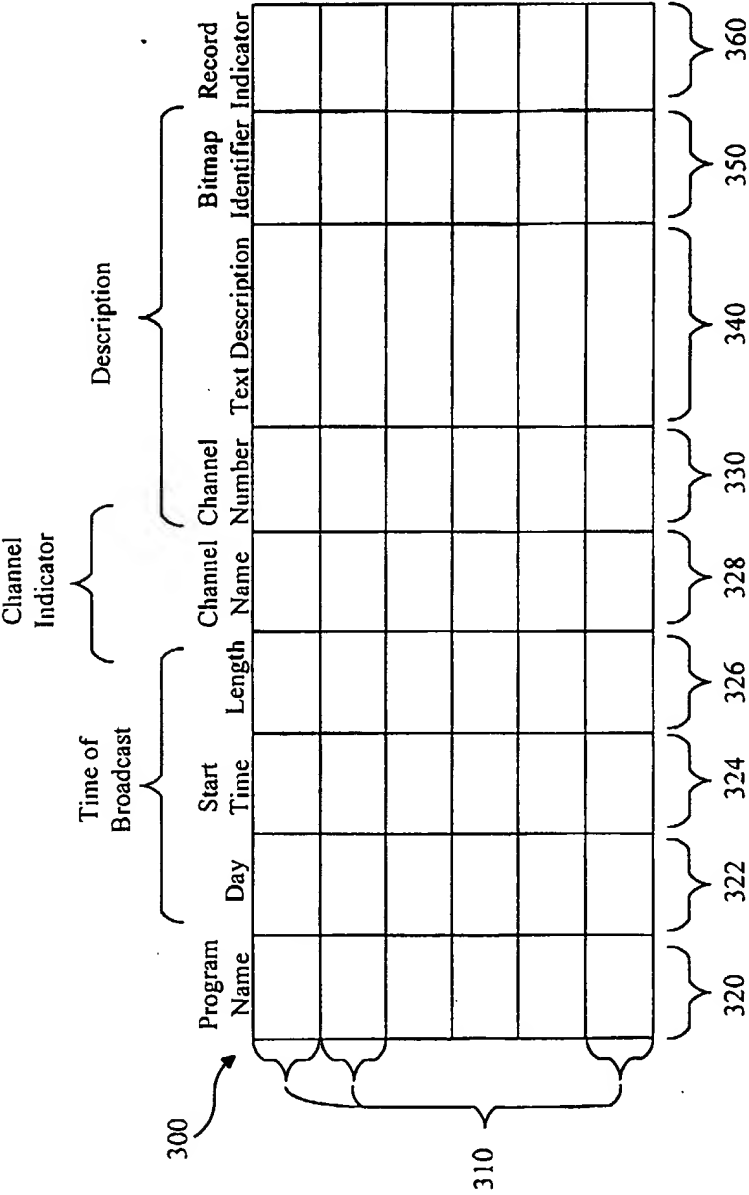 Channel
Indicator
Time of
Broadcast
Description
Program
Name
Day
Start
Time
Length
Channel
Name
Channel
Number
Text Description
Bitmap
Identifier
Record
Indicator
300
310
320
322
324
326
328
330
340
350
360